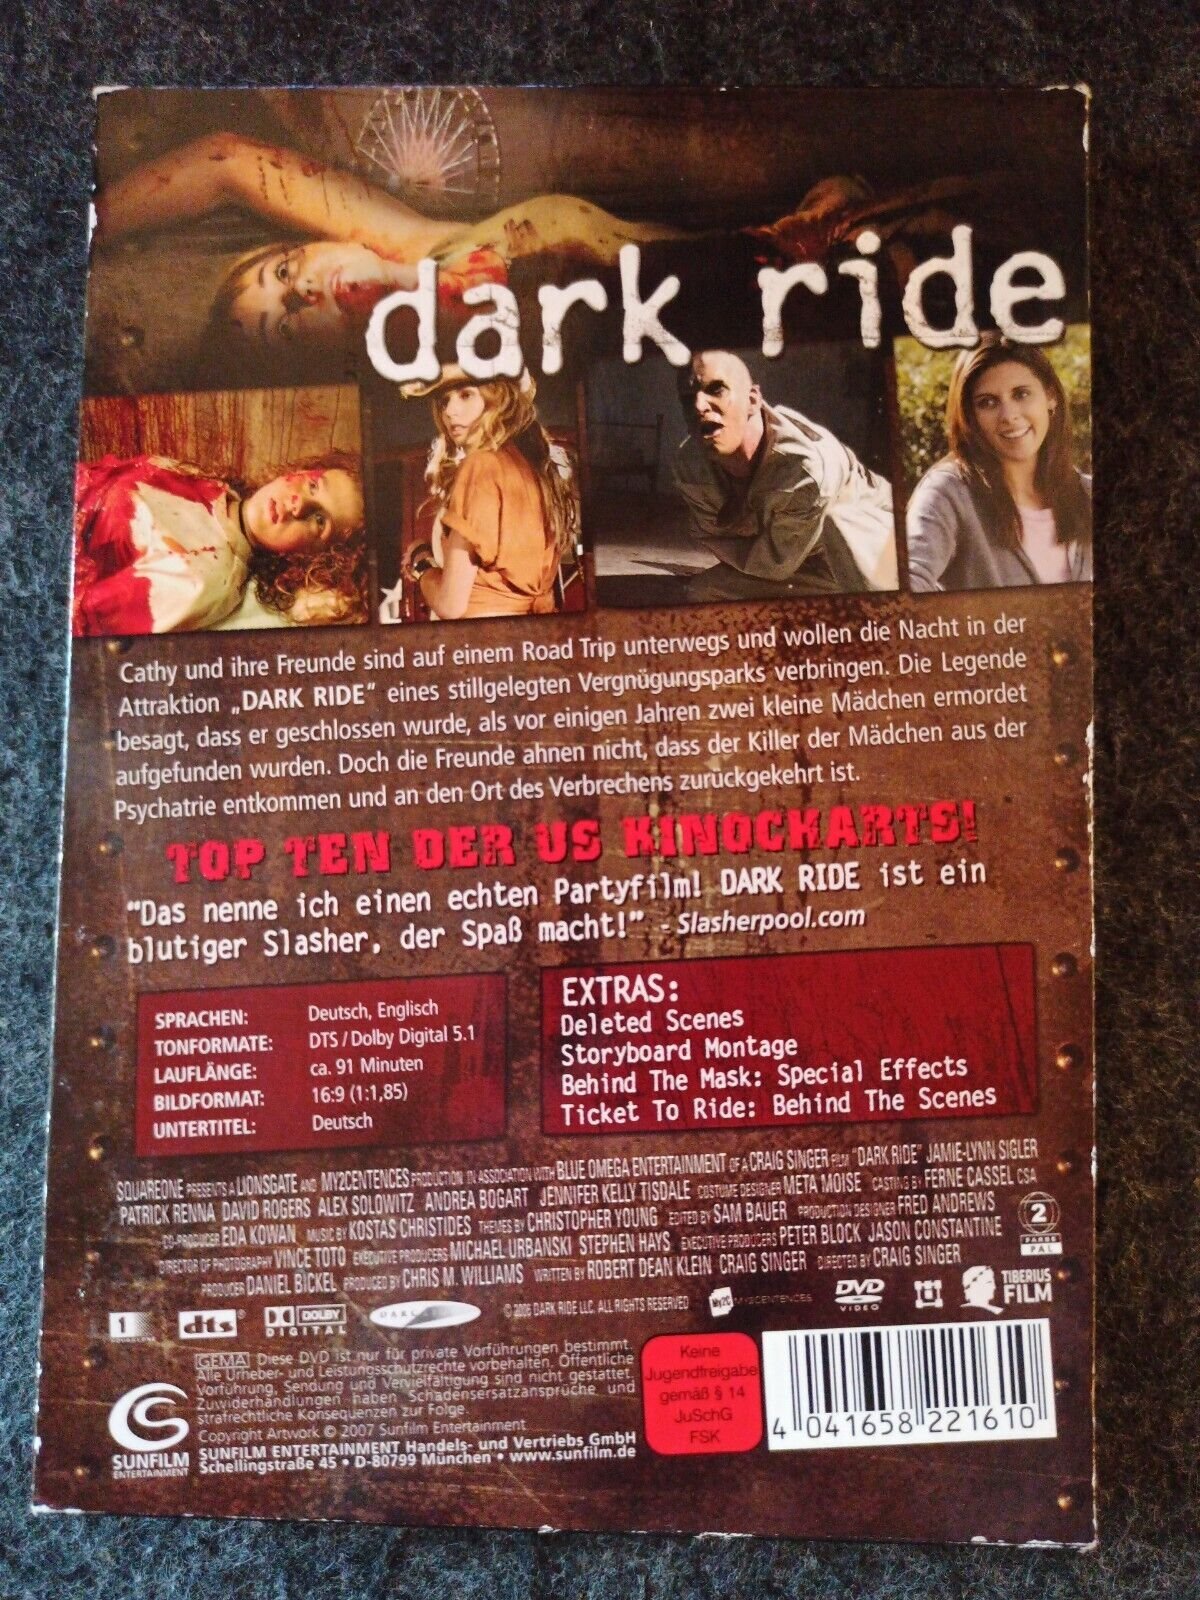 dark ride
Cathy und ihre Freunde sind auf einem Road Trip unterwegs und wollen die Nacht in der
Attraktion „DARK RIDE" eines stillgelegten Vergnügungsparks verbringen. Die Legende
besagt, dass er geschlossen wurde, als vor einigen Jahren zwei kleine Mädchen ermordet
aufgefunden wurden. Doch die Freunde ahnen nicht, dass der Killer der Mädchen aus der
Psychatrie entkommen und an den Ort des Verbrechens zurückgekehrt ist.
TOP TEN DER US KINOCHARTS!
"Das nenne ich einen echten Partyfilm! DARK RIDE ist ein
blutiger Slasher, der Spaß macht!" - Slasherpool.com
SPRACHEN: Deutsch, Englisch
TONFORMATE: DTS / Dolby Digital 5.1
LAUFLÄNGE: ca. 91 Minuten
BILDFORMAT: 16:9 (1:1,85)
UNTERTITEL: Deutsch
EXTRAS:
Deleted Scenes
Storyboard Montage
Behind The Mask: Special Effects
Ticket To Ride: Behind The Scenes
SQUAREONE PRESENTS A LIONSGATE AND MY2CENTENCES PRODUCTION IN ASSOCIATION WITH BLUE OMEGA ENTERTAINMENT OF A CRAIG SINGER FILM "DARK RIDE" JAMIE-LYNN SIGLER
PATRICK RENNA DAVID ROGERS ALEX SOLOWITZ ANDREA BOGART JENNIFER KELLY TISDALE COSTUME DESIGNER META MOISE CASTING BY FERNE CASSEL CSA
CO-PRODUCER EDA KOWAN MUSIC BY KOSTAS CHRISTIDES THEMES BY CHRISTOPHER YOUNG EDITED BY SAM BAUER PRODUCTION DESIGNER FRED ANDREWS
DIRECTOR OF PHOTOGRAPHY VINCE TOTO EXECUTIVE PRODUCERS MICHAEL URBANSKI STEPHEN HAYS EXECUTIVE PRODUCERS PETER BLOCK JASON CONSTANTINE
PRODUCER DANIEL BICKEL PRODUCED BY CHRIS M. WILLIAMS WRITTEN BY ROBERT DEAN KLEIN CRAIG SINGER DIRECTED BY CRAIG SINGER
2
PAL
1
dts
DOLBY
DIGITAL
DARK
© 2006 DARK RIDE LLC. ALL RIGHTS RESERVED
My2C MY2CENTENCES
DVD
VIDEO
TIBERIUS
FILM
GEMA Diese DVD ist nur für private Vorführungen bestimmt.
Alle Urheber- und Leistungsschutzrechte vorbehalten. Öffentliche
Vorführung, Sendung und Vervielfältigung sind nicht gestattet.
Zuwiderhandlungen haben Schadensersatzansprüche und
strafrechtliche Konsequenzen zur Folge.
Copyright Artwork © 2007 Sunfilm Entertainment
SUNFILM ENTERTAINMENT Handels- und Vertriebs GmbH
Schellingstraße 45 • D-80799 München • www.sunfilm.de
SUNFILM
ENTERTAINMENT
Keine
Jugendfreigabe
gemäß § 14
JuSchG
FSK
4 041658 221610